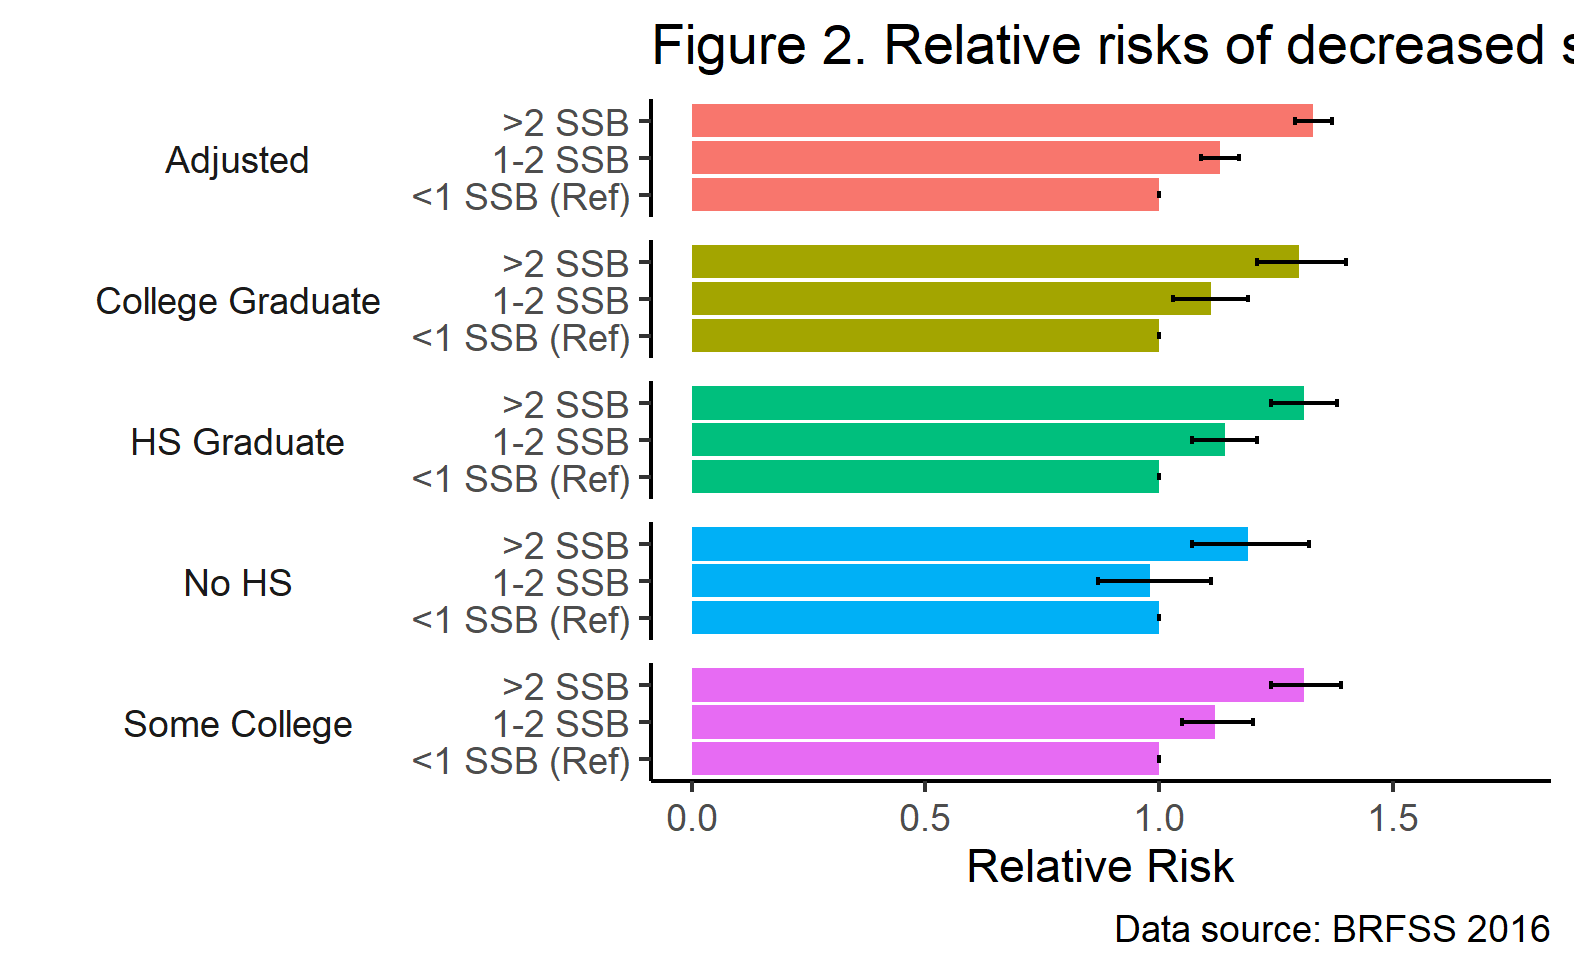 Figure 2. Relative risks of decreased
Adjusted
>2 SSB
1-2 SSB
<1 SSB (Ref)
College Graduate
>2 SSB
1-2 SSB
<1 SSB (Ref)
HS Graduate
>2 SSB
1-2 SSB
<1 SSB (Ref)
No HS
>2 SSB
1-2 SSB
<1 SSB (Ref)
Some College
>2 SSB
1-2 SSB
<1 SSB (Ref)
0.0 0.5 1.0 1.5
Relative Risk
Data source: BRFSS 2016